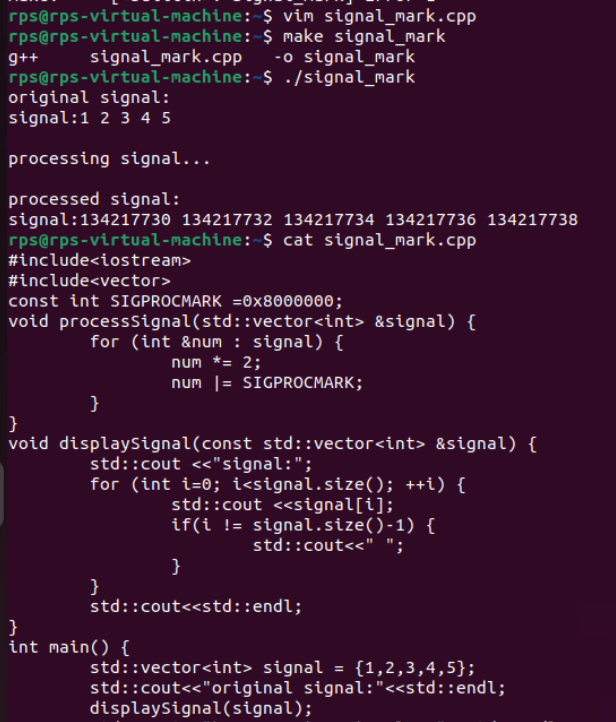 rps@rps-virtual-machine:~$ vim signal_mark.cpp
rps@rps-virtual-machine:~$ make signal_mark
g++     signal_mark.cpp   -o signal_mark
rps@rps-virtual-machine:~$ ./signal_mark
original signal:
signal:1 2 3 4 5

processing signal...

processed signal:
signal:134217730 134217732 134217734 134217736 134217738
rps@rps-virtual-machine:~$ cat signal_mark.cpp
#include<iostream>
#include<vector>
const int SIGPROCMARK =0x8000000;
void processSignal(std::vector<int> &signal) {
        for (int &num : signal) {
                num *= 2;
                num |= SIGPROCMARK;
        }
}
void displaySignal(const std::vector<int> &signal) {
        std::cout <<"signal:";
        for (int i=0; i<signal.size(); ++i) {
                std::cout <<signal[i];
                if(i != signal.size()-1) {
                        std::cout<<" ";
                }
        }
        std::cout<<std::endl;
}
int main() {
        std::vector<int> signal = {1,2,3,4,5};
        std::cout<<"original signal:"<<std::endl;
        displaySignal(signal);